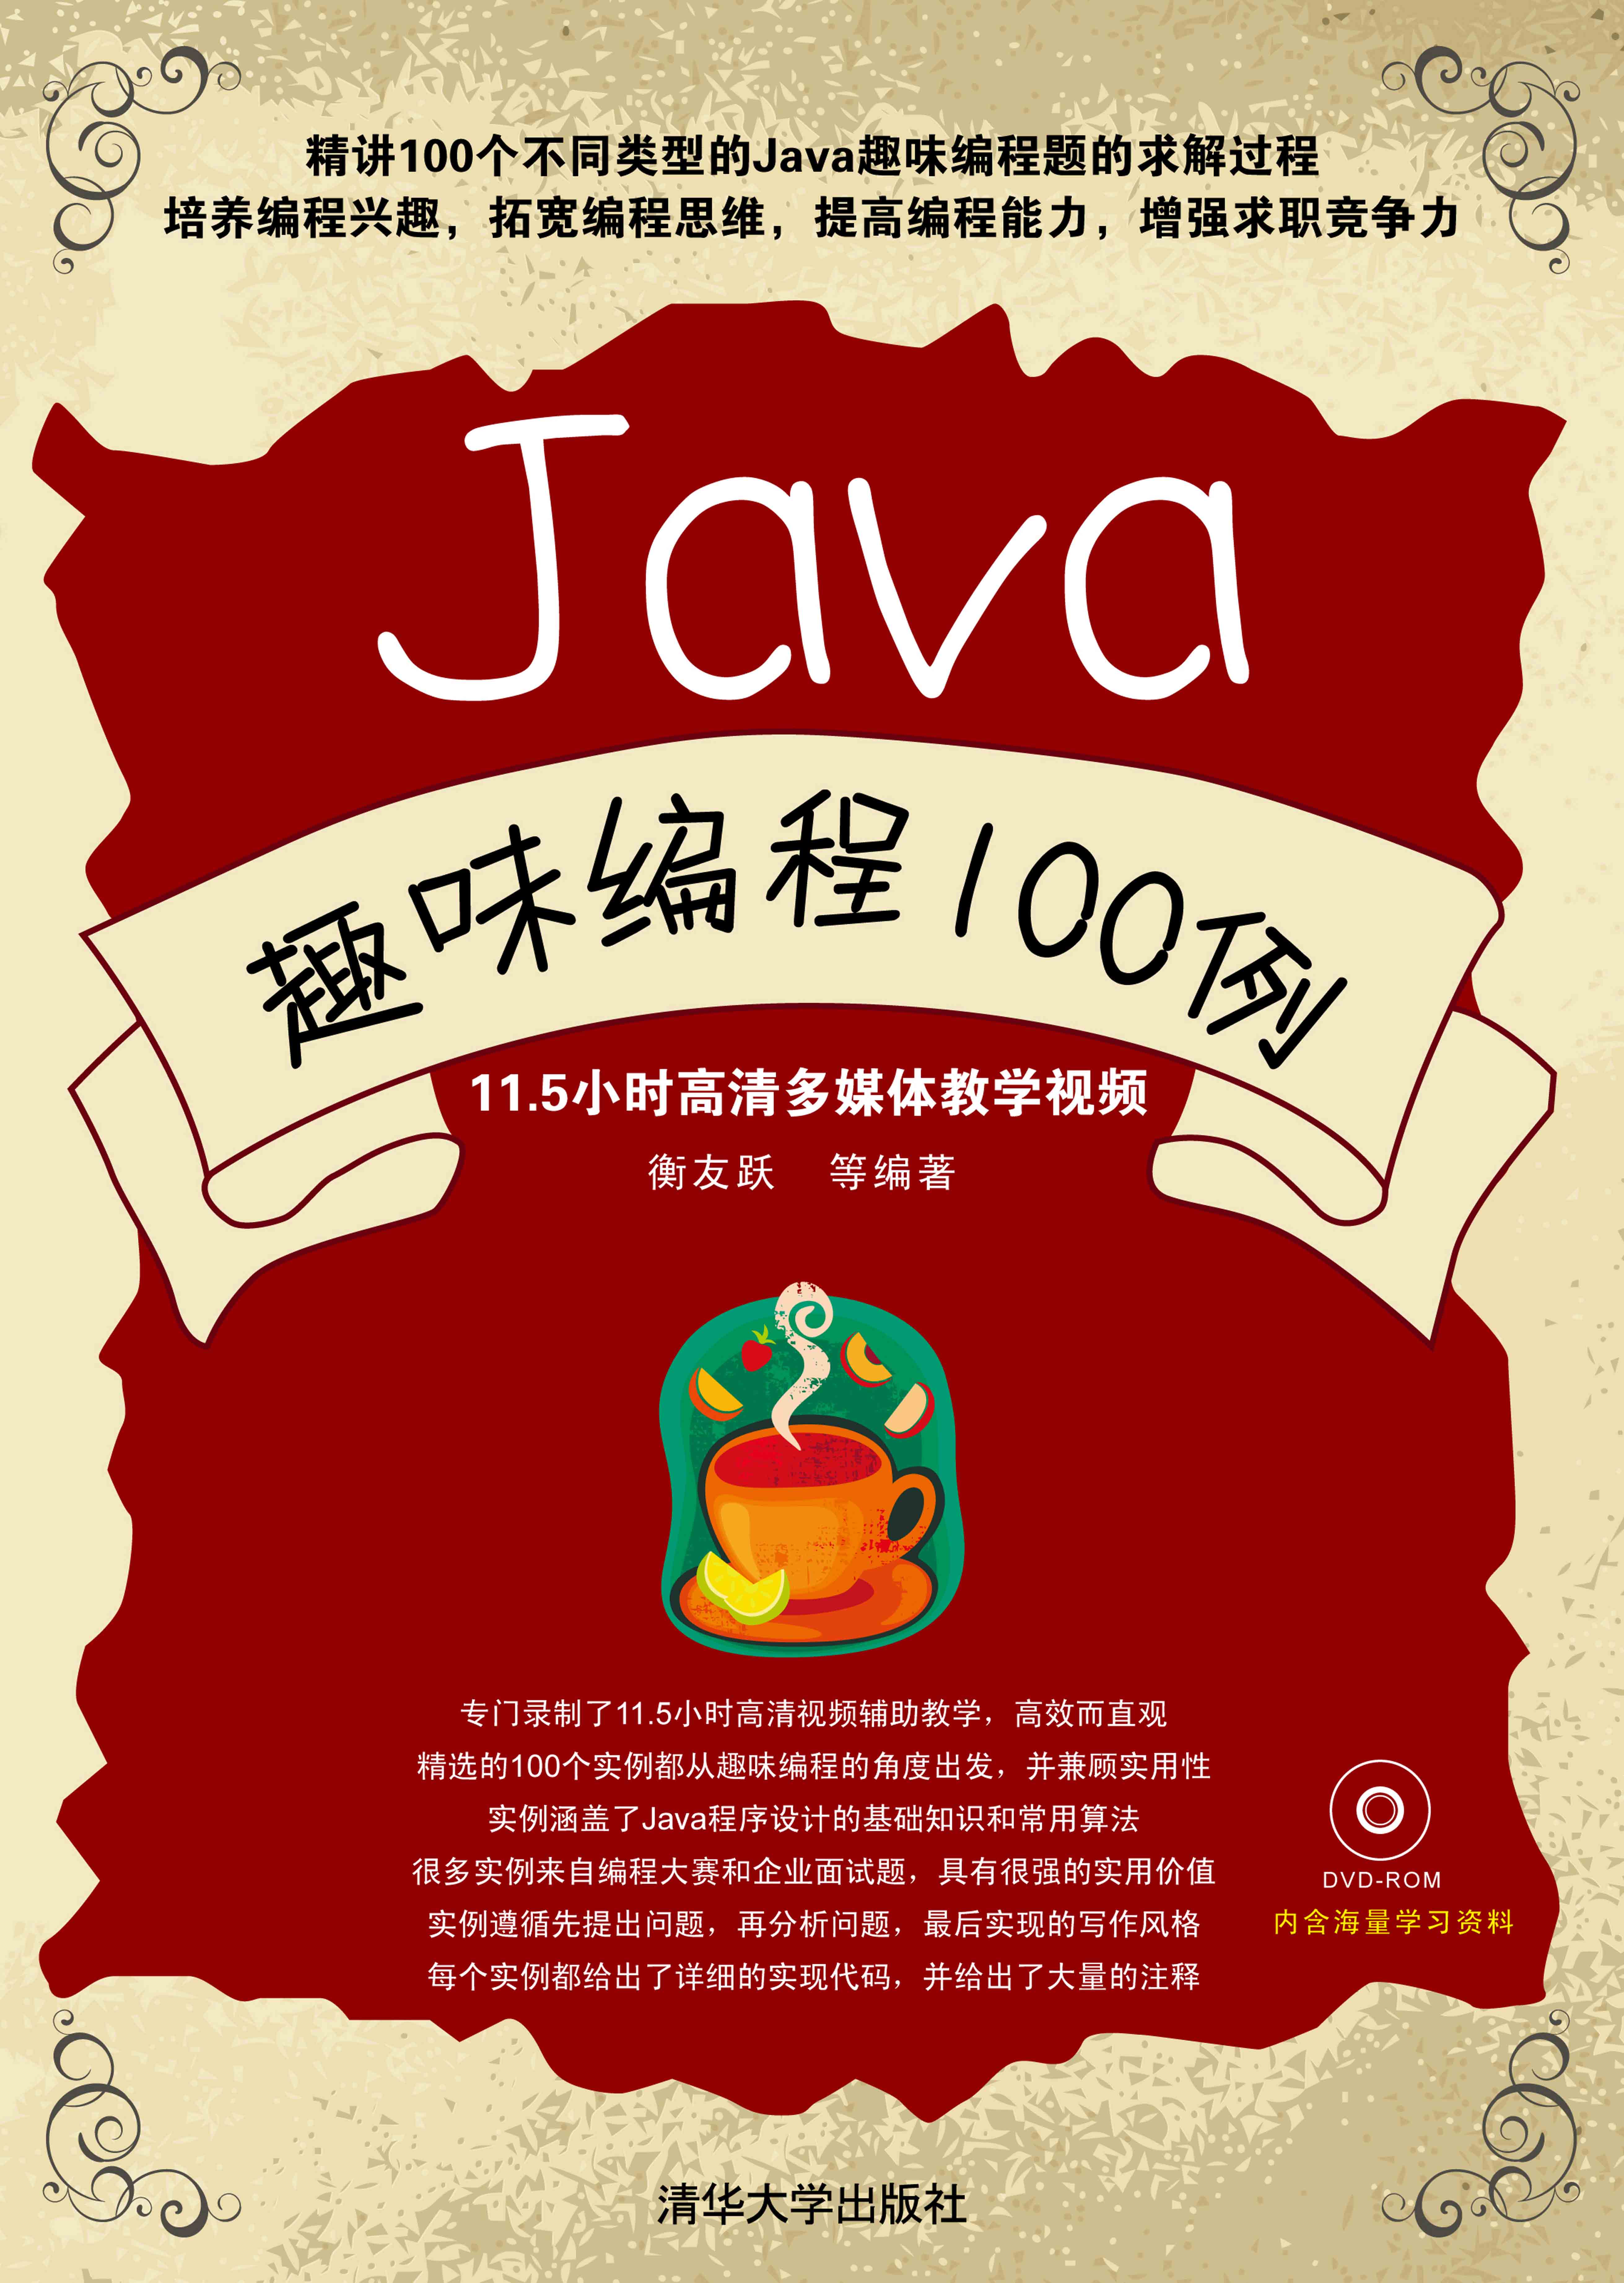 精讲100个不同类型的Java趣味编程题的求解过程
培养编程兴趣，拓宽编程思维，提高编程能力，增强求职竞争力
Java
趣味编程100例
11.5小时高清多媒体教学视频
衡友跃 等编著
专门录制了11.5小时高清视频辅助教学，高效而直观
精选的100个实例都从趣味编程的角度出发，并兼顾实用性
实例涵盖了Java程序设计的基础知识和常用算法
很多实例来自编程大赛和企业面试题，具有很强的实用价值
实例遵循先提出问题，再分析问题，最后实现的写作风格
每个实例都给出了详细的实现代码，并给出了大量的注释
DVD-ROM
内含海量学习资料
清华大学出版社